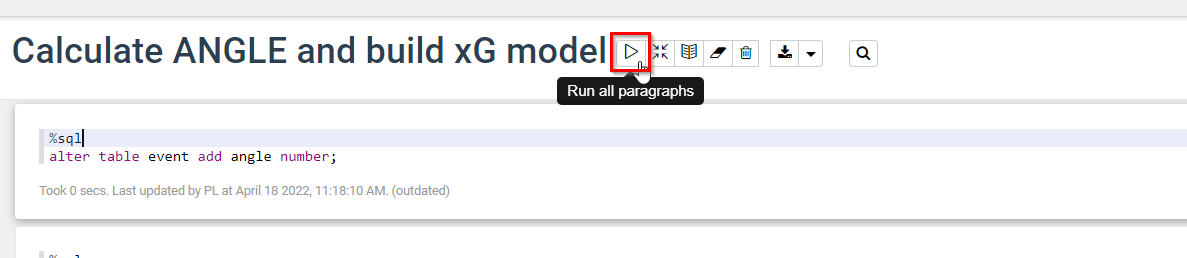 Calculate ANGLE and build xG model
Run all paragraphs
%sql
alter table event add angle number;
Took 0 secs. Last updated by PL at April 18 2022, 11:18:10 AM. (outdated)